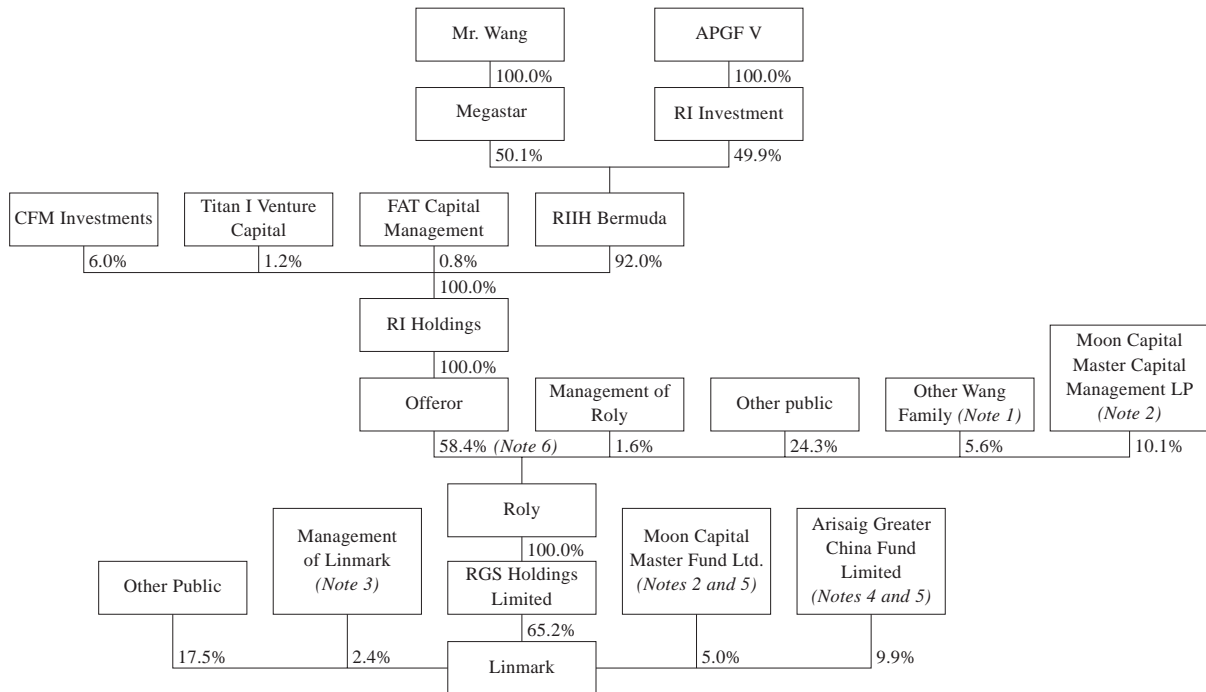 Mr. Wang
APGF V
100.0%
100.0%
Megastar
RI Investment
50.1%
49.9%
CFM Investments
Titan I Venture
Capital
FAT Capital
Management
RIIH Bermuda
6.0%
1.2%
0.8%
92.0%
100.0%
RI Holdings
100.0%
Offeror
Management of
Roly
Other public
Other Wang
Family (Note 1)
Moon Capital
Master Capital
Management LP
(Note 2)
58.4% (Note 6)
1.6%
24.3%
5.6%
10.1%
Roly
100.0%
Other Public
Management
of Linmark
(Note 3)
RGS Holdings
Limited
Moon Capital
Master Fund Ltd.
(Notes 2 and 5)
Arisaig Greater
China Fund
Limited
(Notes 4 and 5)
65.2%
17.5%
2.4%
Linmark
5.0%
9.9%